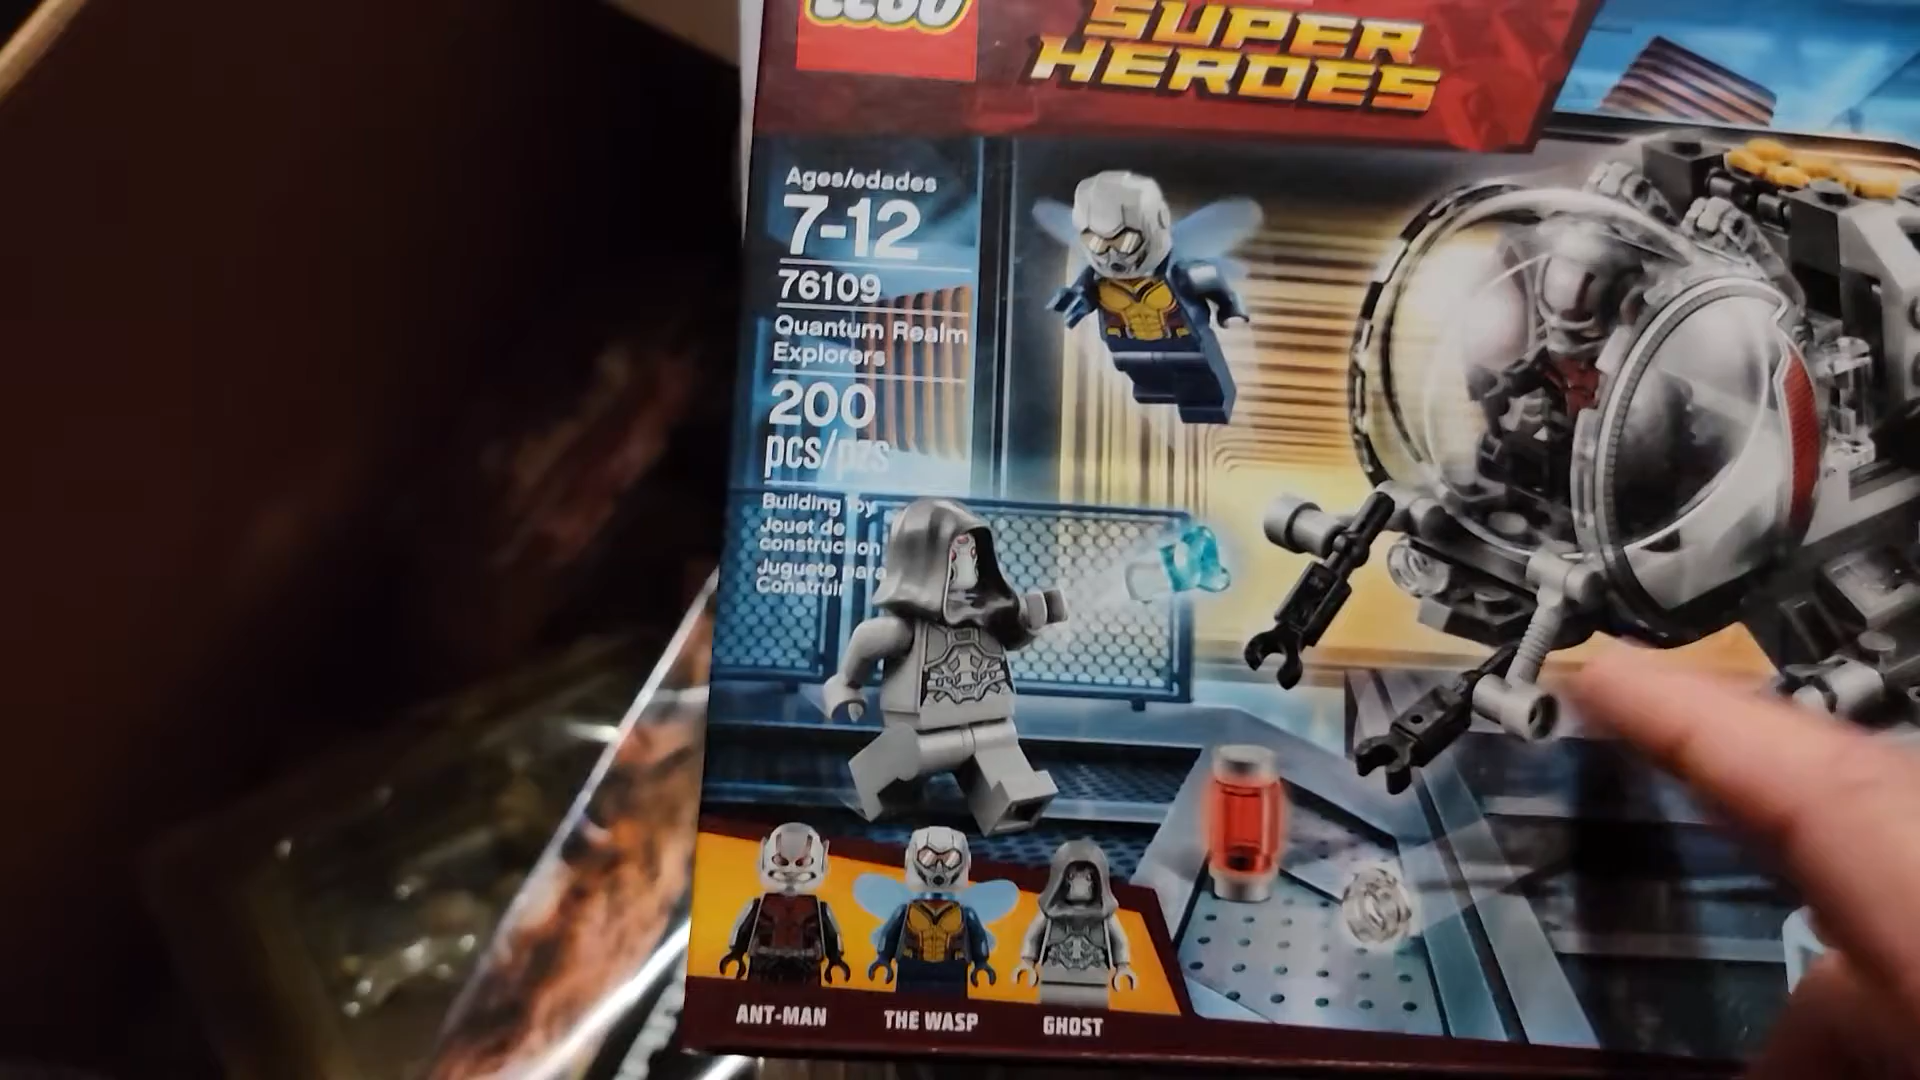 LEGO
SUPER
HEROES
Ages/edades
7-12
76109
Quantum Realm
Explorers
200
pcs/pzs
Building Toy
Jouet de
construction
Juguete para
Construir
ANT-MAN
THE WASP
GHOST